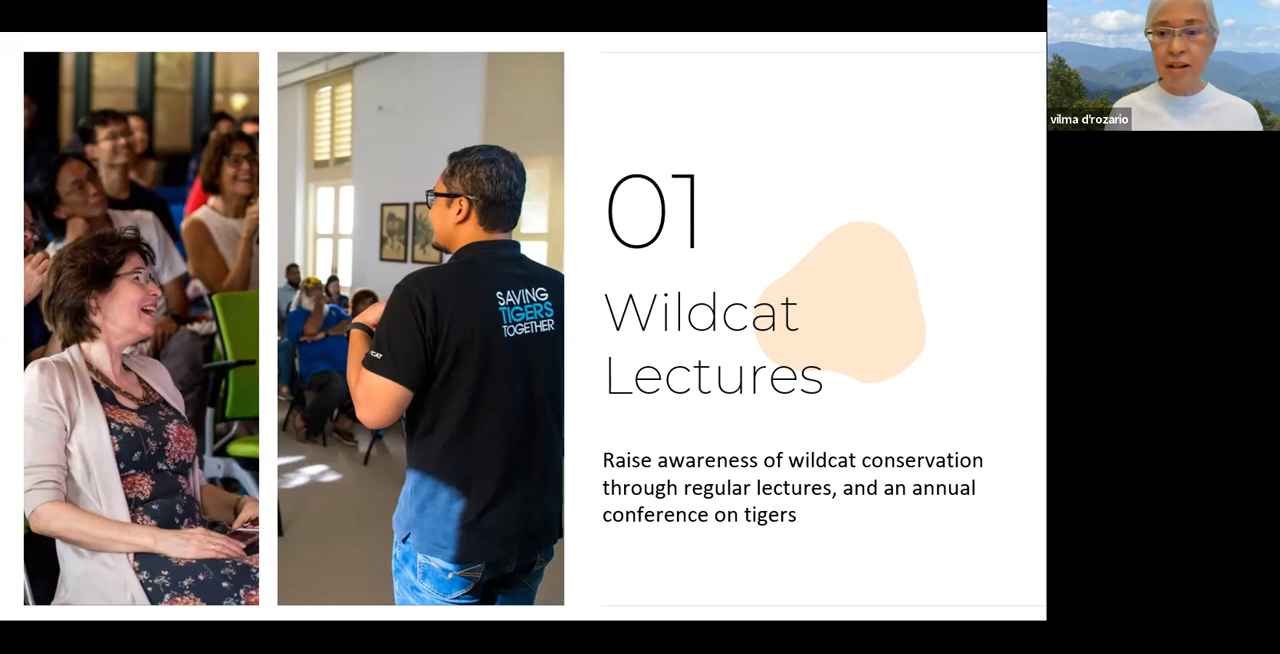 vilma d'rozario
01
Wildcat
Lectures
Raise awareness of wildcat conservation
through regular lectures, and an annual
conference on tigers
SAVING
TIGERS
TOGETHER